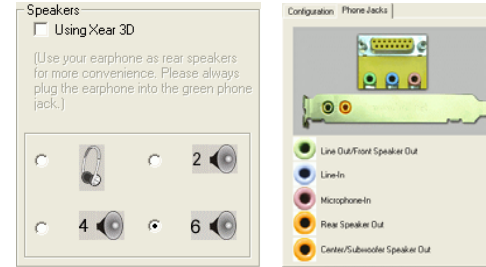 Speakers
Using Xear 3D
(Use your earphone as rear speakers
for more convenience. Please always
plug the earphone into the green phone
jack.)
2
4
6
Configuration
Phone Jacks
Line Out/Front Speaker Out
Line-In
Microphone-In
Rear Speaker Out
Center/Subwoofer Speaker Out